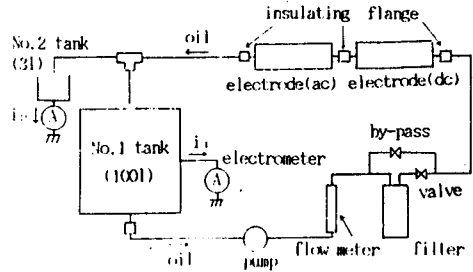 insulating flange
No.2 tank
(3l)
oil
electrode(ac)
electrode(dc)
A
No.1 tank
(100l)
i₁
electrometer
A
by-pass
valve
oil
pump
flow meter
filter